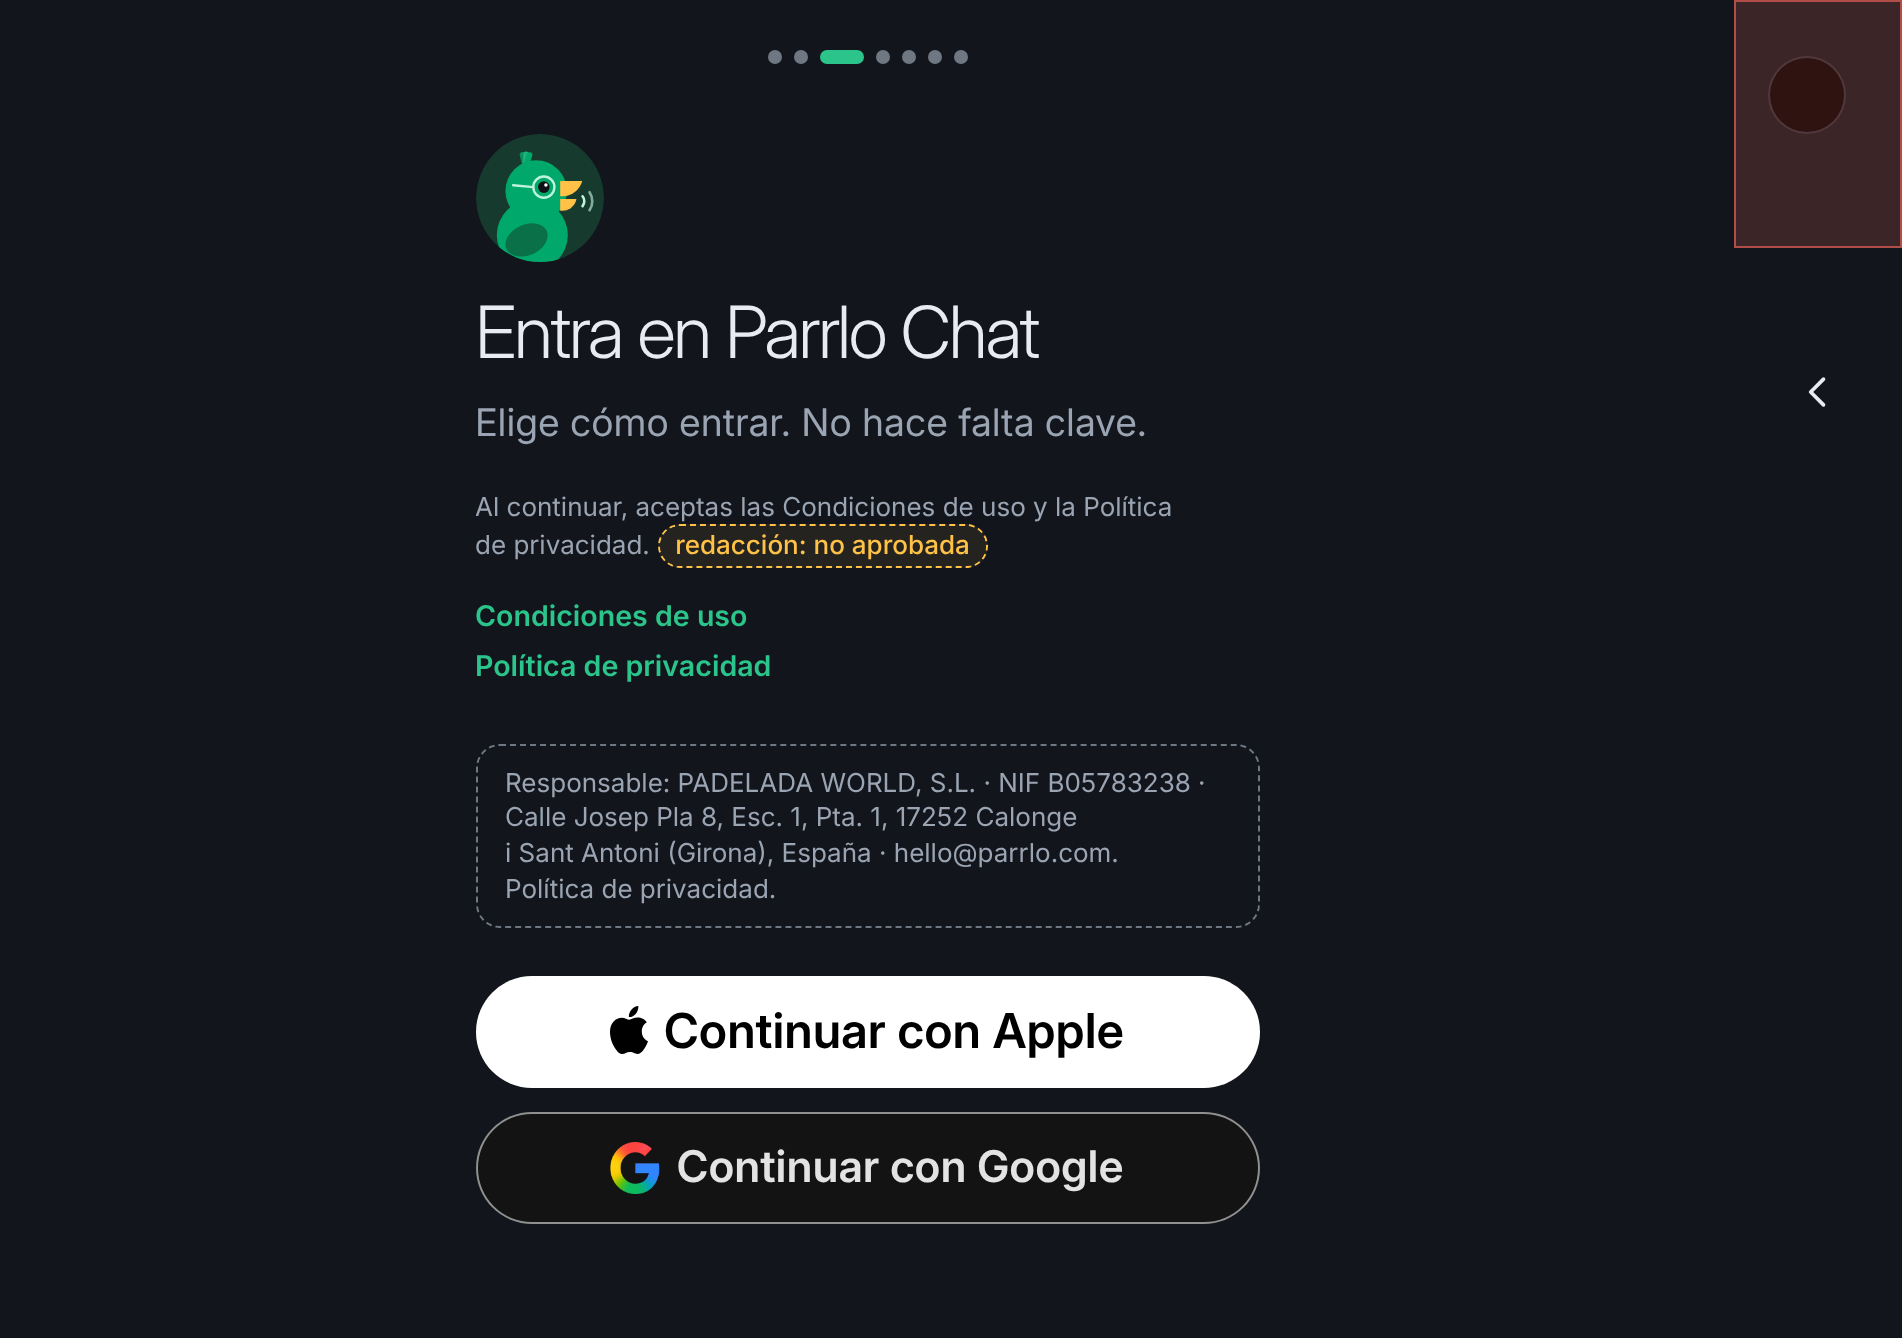 Entra en Parrlo Chat
Elige cómo entrar. No hace falta clave.
Al continuar, aceptas las Condiciones de uso y la Política
de privacidad. redacción: no aprobada
Condiciones de uso
Política de privacidad
Responsable: PADELADA WORLD, S.L. · NIF B05783238 ·
Calle Josep Pla 8, Esc. 1, Pta. 1, 17252 Calonge
i Sant Antoni (Girona), España · hello@parrlo.com.
Política de privacidad.
Continuar con Apple
Continuar con Google